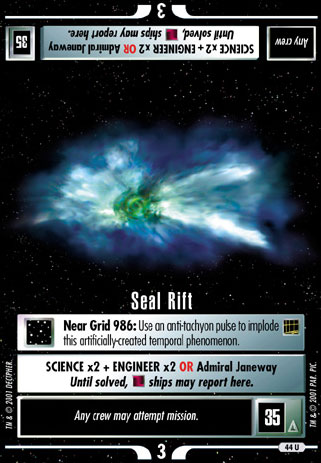 3
Any crew
SCIENCE x2 + ENGINEER x2 OR Admiral Janeway
Until solved, ships may report here.
35
Seal Rift
Near Grid 986: Use an anti-tachyon pulse to implode
this artificially-created temporal phenomenon.
SCIENCE x2 + ENGINEER x2 OR Admiral Janeway
Until solved, ships may report here.
Any crew may attempt mission.
35
TM & © 2001 DECIPHER.
TM & © 2001 PAR. PIC.
3
44 U